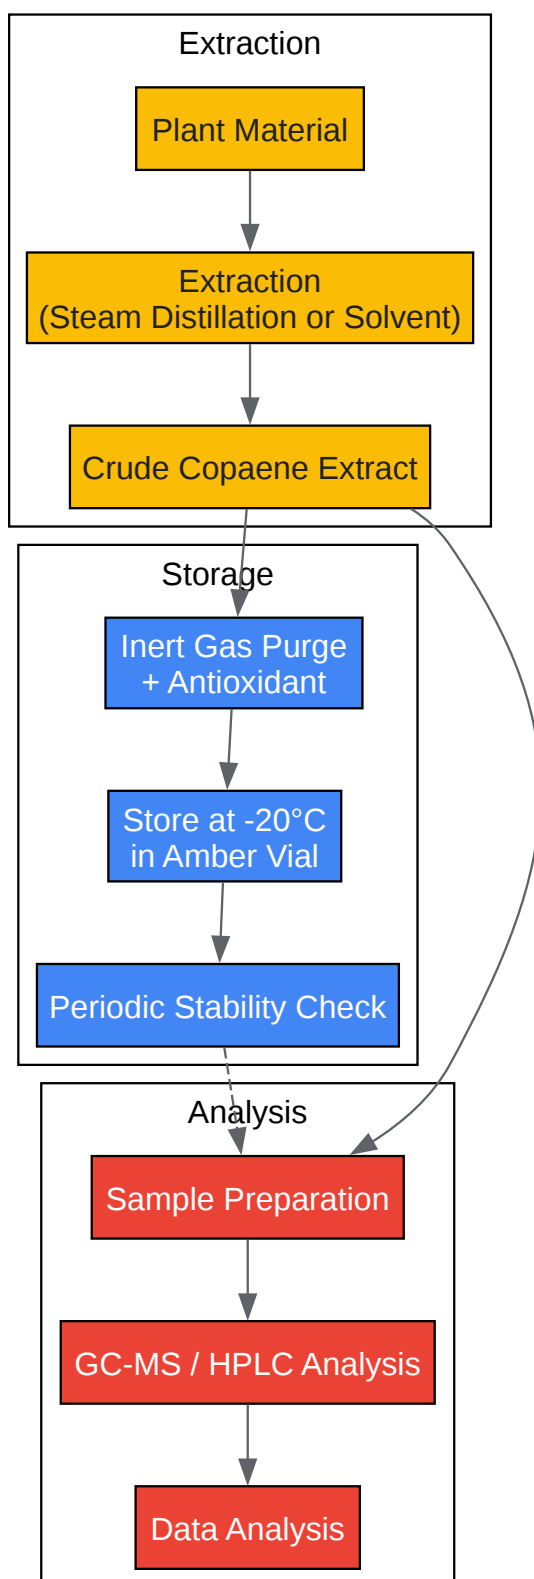 Extraction
Plant Material
Extraction
(Steam Distillation or Solvent)
Crude Copaene Extract
Storage
Inert Gas Purge
+ Antioxidant
Store at -20°C
in Amber Vial
Periodic Stability Check
Analysis
Sample Preparation
GC-MS / HPLC Analysis
Data Analysis